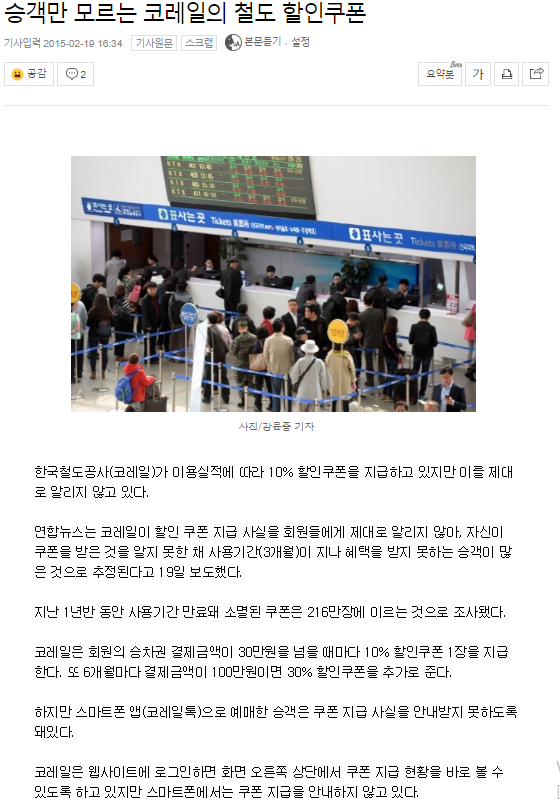 승객만 모르는 코레일의 철도 할인쿠폰
기사입력 2015-02-19 16:34 기사원문 스크랩 본문듣기 · 설정
공감 2 요약봇 Beta 가
표사는곳 Tickets
표사는곳 Tickets
표사는곳 Tickets
사진/강윤중 기자
한국철도공사(코레일)가 이용실적에 따라 10% 할인쿠폰을 지급하고 있지만 이를 제대
로 알리지 않고 있다.
연합뉴스는 코레일이 할인 쿠폰 지급 사실을 회원들에게 제대로 알리지 않아, 자신이
쿠폰을 받은 것을 알지 못한 채 사용기간(3개월)이 지나 혜택을 받지 못하는 승객이 많
은 것으로 추정된다고 19일 보도했다.
지난 1년반 동안 사용기간 만료돼 소멸된 쿠폰은 216만장에 이르는 것으로 조사됐다.
코레일은 회원의 승차권 결제금액이 30만원을 넘을 때마다 10% 할인쿠폰 1장을 지급
한다. 또 6개월마다 결제금액이 100만원이면 30% 할인쿠폰을 추가로 준다.
하지만 스마트폰 앱(코레일톡)으로 예매한 승객은 쿠폰 지급 사실을 안내받지 못하도록
돼있다.
코레일은 웹사이트에 로그인하면 화면 오른쪽 상단에서 쿠폰 지급 현황을 바로 볼 수
있도록 하고 있지만 스마트폰에서는 쿠폰 지급을 안내하지 않고 있다.